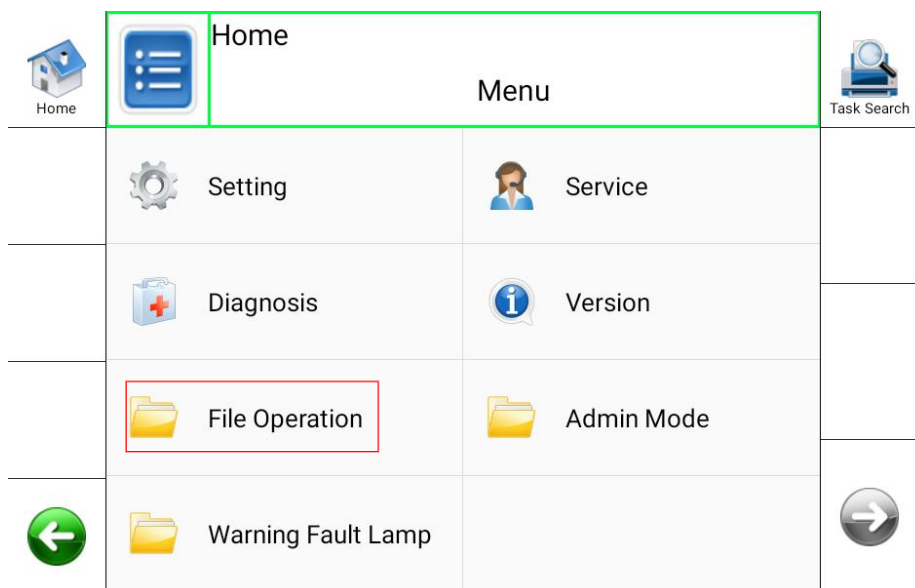 Home
Menu
Home
Task Search
Setting
Service
Diagnosis
Version
File Operation
Admin Mode
Warning Fault Lamp